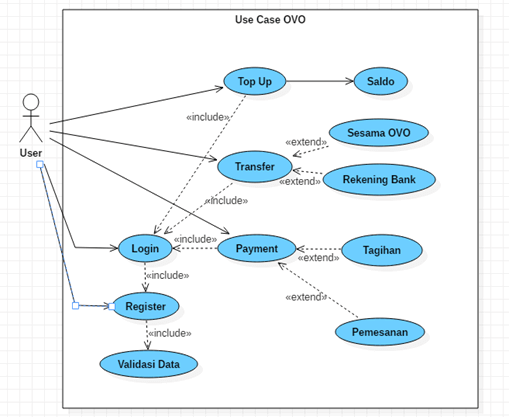 Use Case OVO
Top Up
Saldo
«include»
User
Sesama OVO
«extend»
Transfer
Rekening Bank
«extend»
«include»
Login
«include»
Payment
Tagihan
«extend»
«include»
Register
«extend»
Pemesanan
«include»
Validasi Data